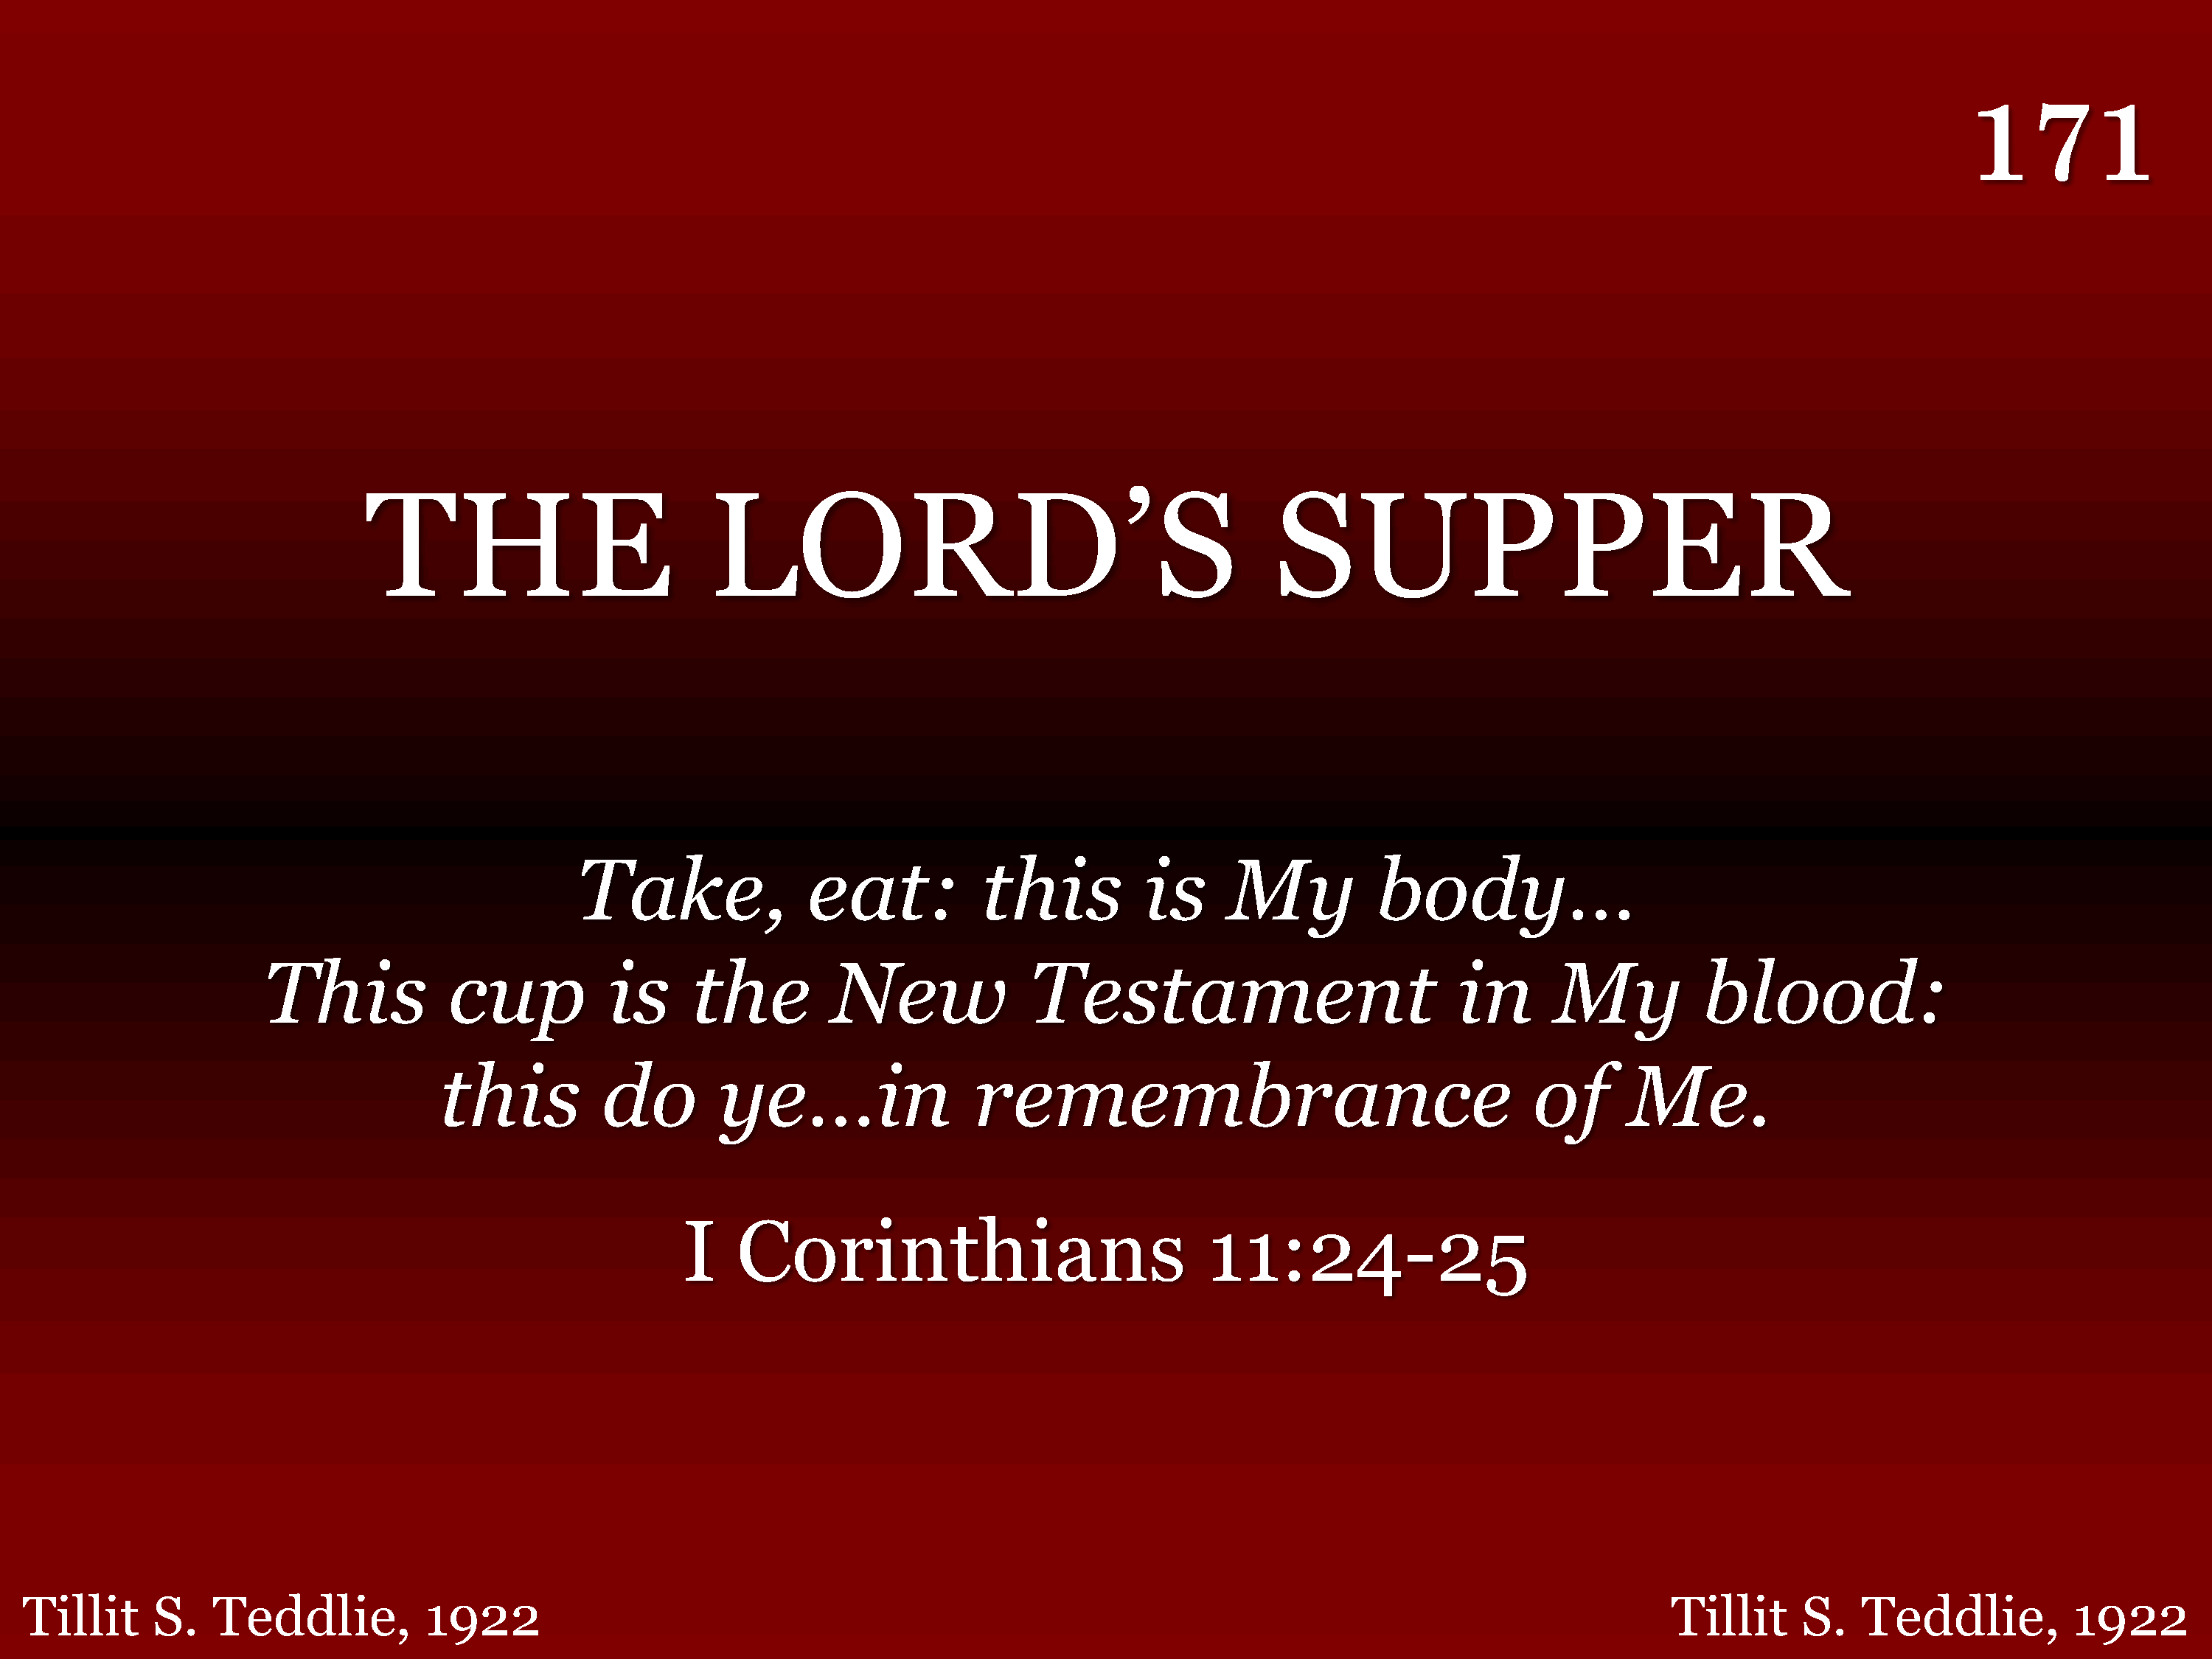 171
THE LORD’S SUPPER
Take, eat: this is My body…
This cup is the New Testament in My blood:
this do ye…in remembrance of Me.
I Corinthians 11:24-25
Tillit S. Teddlie, 1922
Tillit S. Teddlie, 1922